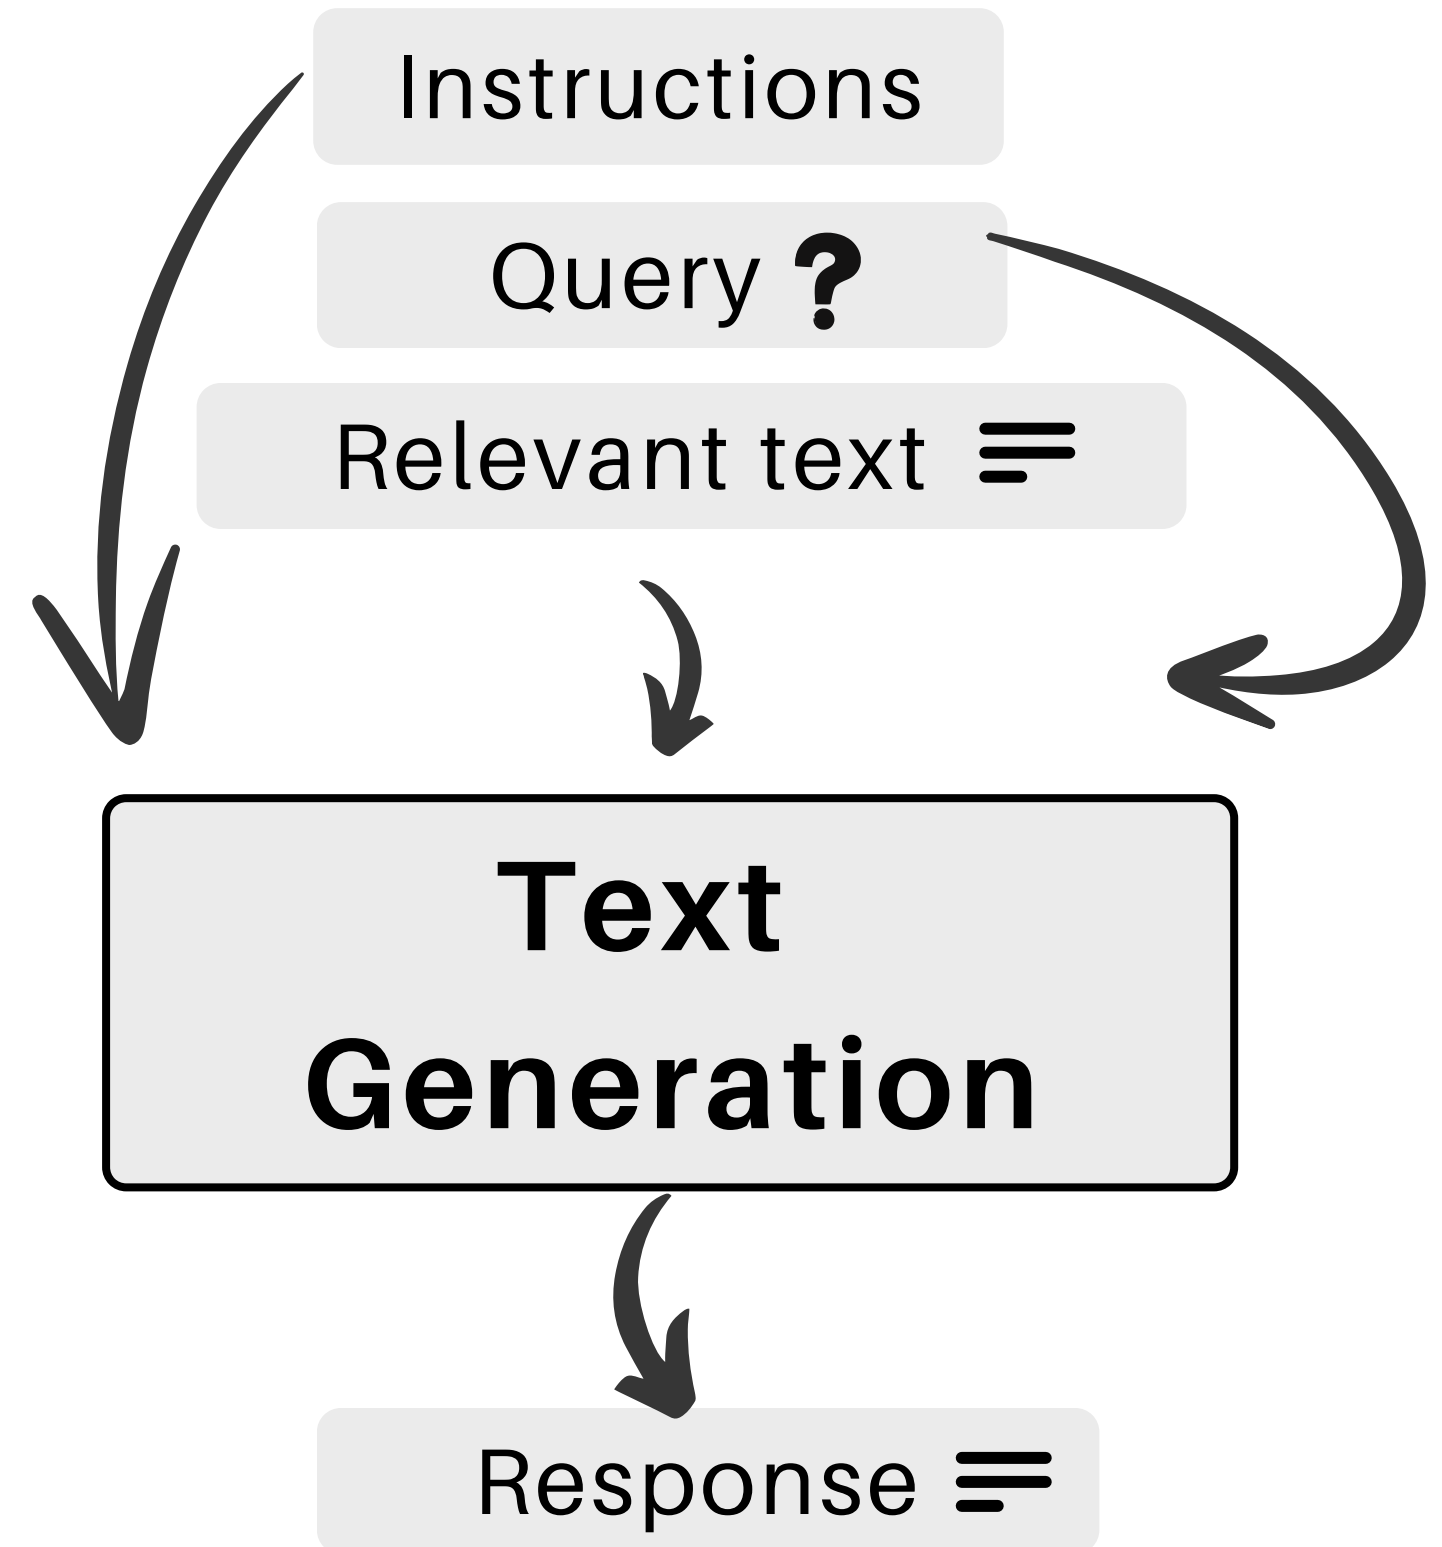 Instructions
Query ?
Relevant text
Text
Generation
Response